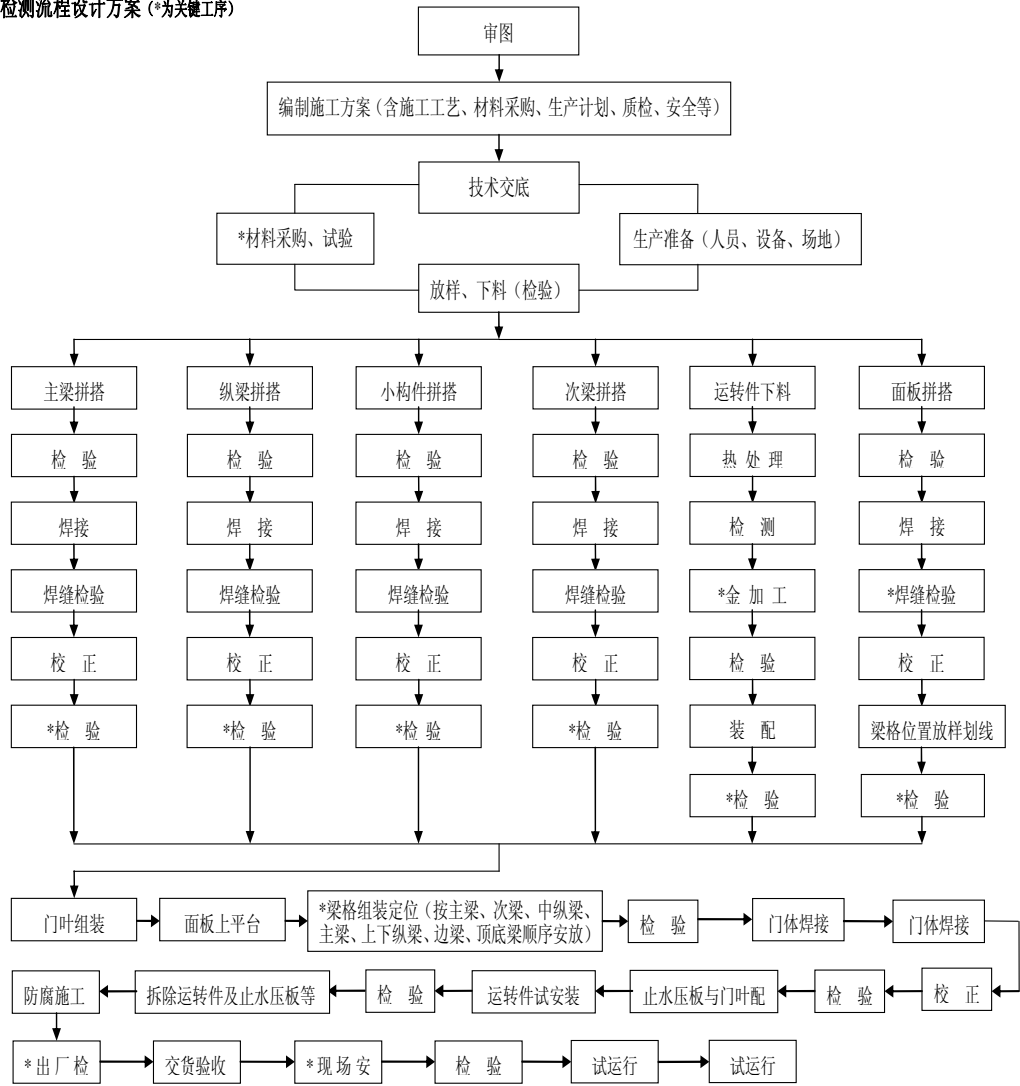 检测流程设计方案(*为关键工序)
审图
编制施工方案（含施工工艺、材料采购、生产计划、质检、安全等）
技术交底
*材料采购、试验
生产准备（人员、设备、场地）
放样、下料（检验）
主梁拼搭
纵梁拼搭
小构件拼搭
次梁拼搭
运转件下料
面板拼搭
检 验
检 验
检 验
检 验
热 处 理
检 验
焊接
焊 接
焊 接
焊 接
检 测
焊 接
焊缝检验
焊缝检验
焊缝检验
焊缝检验
*金 加 工
*焊缝检验
校 正
校 正
校 正
校 正
检 验
校 正
*检 验
*检 验
*检 验
*检 验
装 配
梁格位置放样划线
*检 验
*检 验
门叶组装
面板上平台
*梁格组装定位（按主梁、次梁、中纵梁、
主梁、上下纵梁、边梁、顶底梁顺序安放）
检 验
门体焊接
门体焊接
防腐施工
拆除运转件及止水压板等
检 验
运转件试安装
止水压板与门叶配
检 验
校 正
*出厂检
交货验收
*现场安
检 验
试运行
试运行